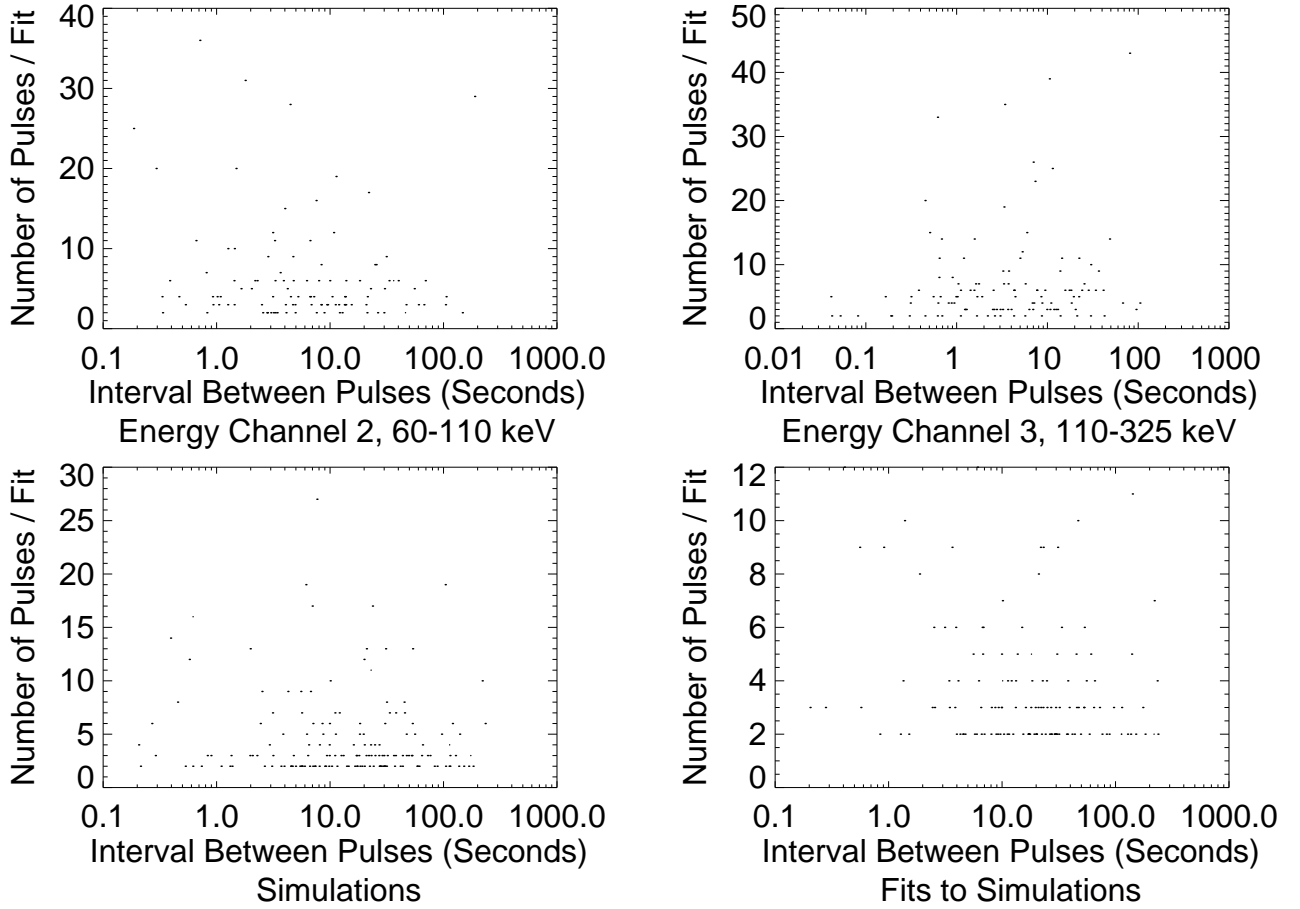 Number of Pulses / Fit
40
30
20
10
0
0.1 1.0 10.0 100.0 1000.0
Interval Between Pulses (Seconds)
Energy Channel 2, 60-110 keV
Number of Pulses / Fit
50
40
30
20
10
0
0.01 0.1 1 10 100 1000
Interval Between Pulses (Seconds)
Energy Channel 3, 110-325 keV
Number of Pulses / Fit
30
25
20
15
10
5
0
0.1 1.0 10.0 100.0 1000.0
Interval Between Pulses (Seconds)
Simulations
Number of Pulses / Fit
12
10
8
6
4
2
0
0.1 1.0 10.0 100.0 1000.0
Interval Between Pulses (Seconds)
Fits to Simulations